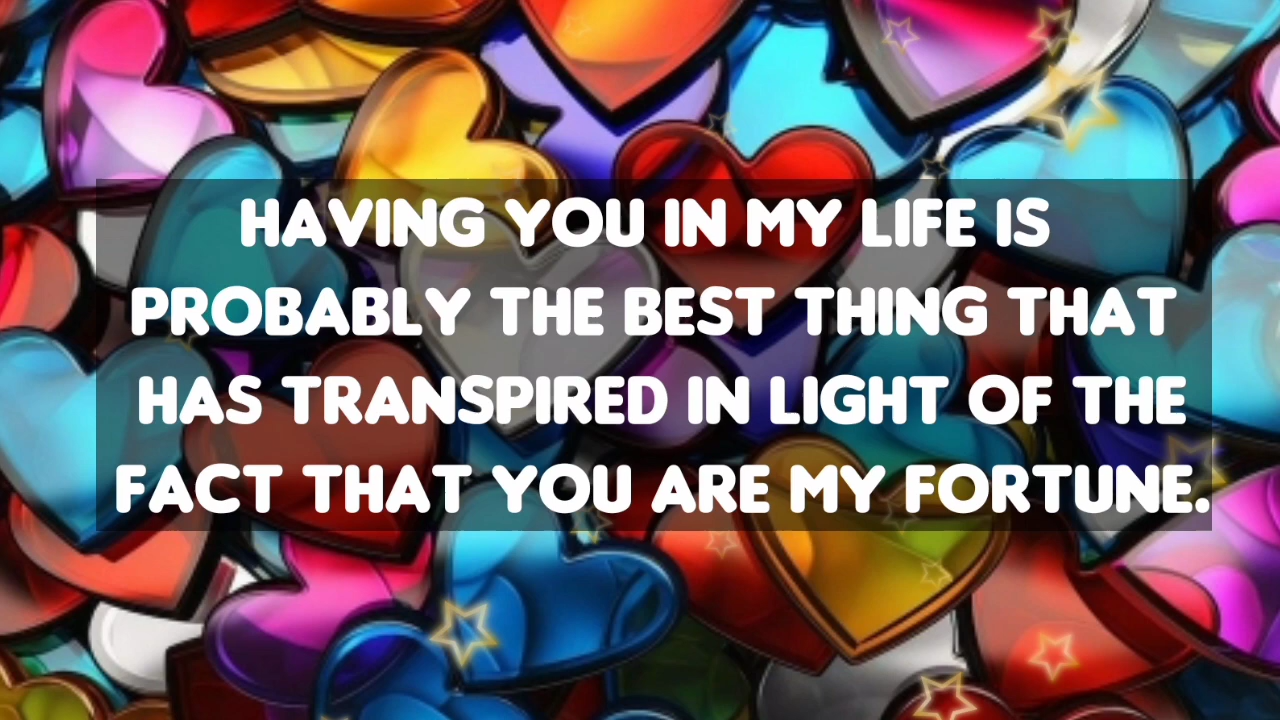 HAVING YOU IN MY LIFE IS
PROBABLY THE BEST THING THAT
HAS TRANSPIRED IN LIGHT OF THE
FACT THAT YOU ARE MY FORTUNE.